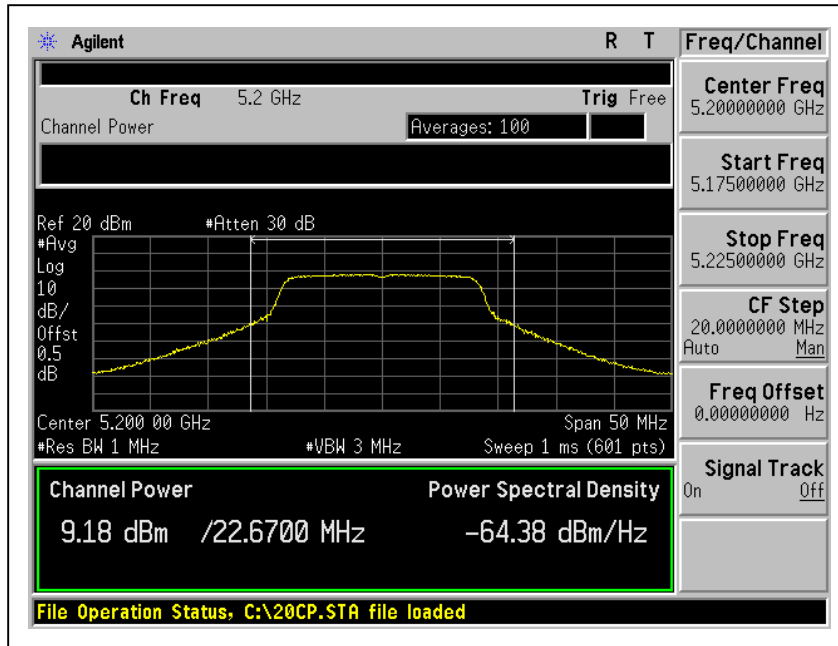 Agilent R T
Ch Freq 5.2 GHz Trig Free
Channel Power Averages: 100
Ref 20 dBm #Atten 30 dB
#Avg
Log
10
dB/
Offst
0.5
dB
Center 5.200 00 GHz Span 50 MHz
#Res BW 1 MHz #VBW 3 MHz Sweep 1 ms (601 pts)
Channel Power Power Spectral Density
9.18 dBm /22.6700 MHz -64.38 dBm/Hz
File Operation Status, C:\20CP.STA file loaded
Freq/Channel
Center Freq
5.20000000 GHz
Start Freq
5.17500000 GHz
Stop Freq
5.22500000 GHz
CF Step
20.0000000 MHz
Auto Man
Freq Offset
0.00000000 Hz
Signal Track
On Off